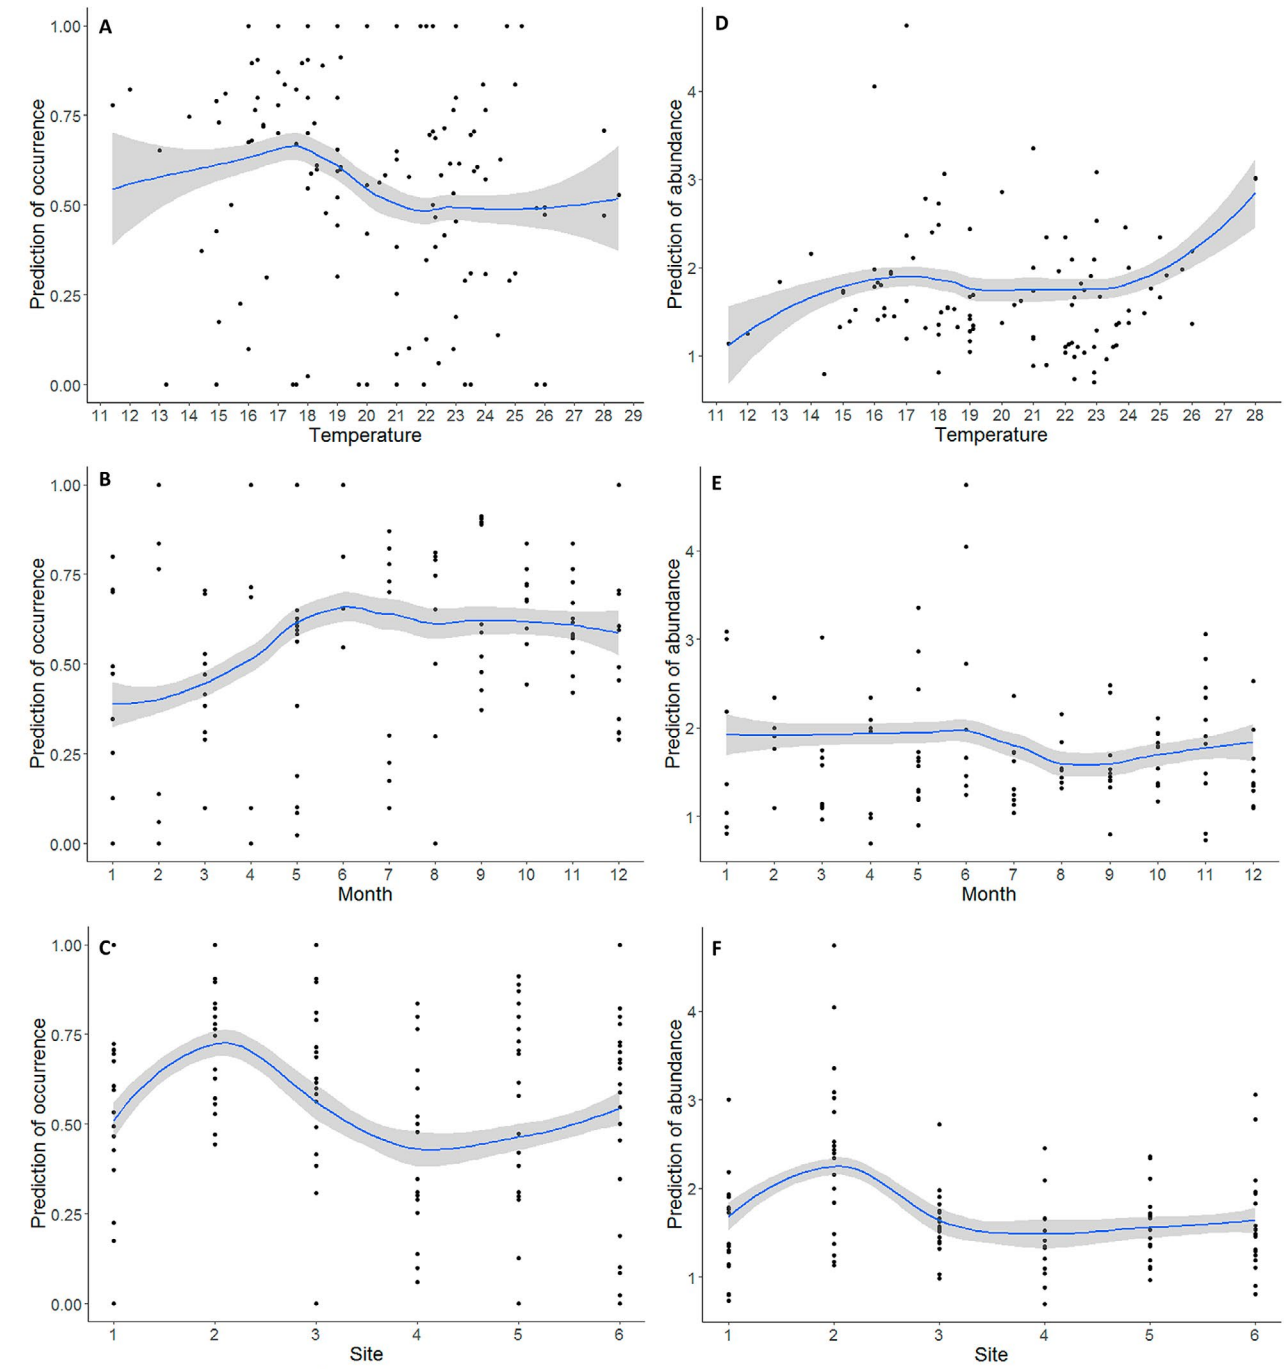 A
Prediction of occurrence
1.00
0.75
0.50
0.25
0.00
11 12 13 14 15 16 17 18 19 20 21 22 23 24 25 26 27 28 29
Temperature
D
Prediction of abundance
4
3
2
1
11 12 13 14 15 16 17 18 19 20 21 22 23 24 25 26 27 28
Temperature
B
Prediction of occurrence
1.00
0.75
0.50
0.25
0.00
1 2 3 4 5 6 7 8 9 10 11 12
Month
E
Prediction of abundance
4
3
2
1
1 2 3 4 5 6 7 8 9 10 11 12
Month
C
Prediction of occurrence
1.00
0.75
0.50
0.25
0.00
1 2 3 4 5 6
Site
F
Prediction of abundance
4
3
2
1
1 2 3 4 5 6
Site